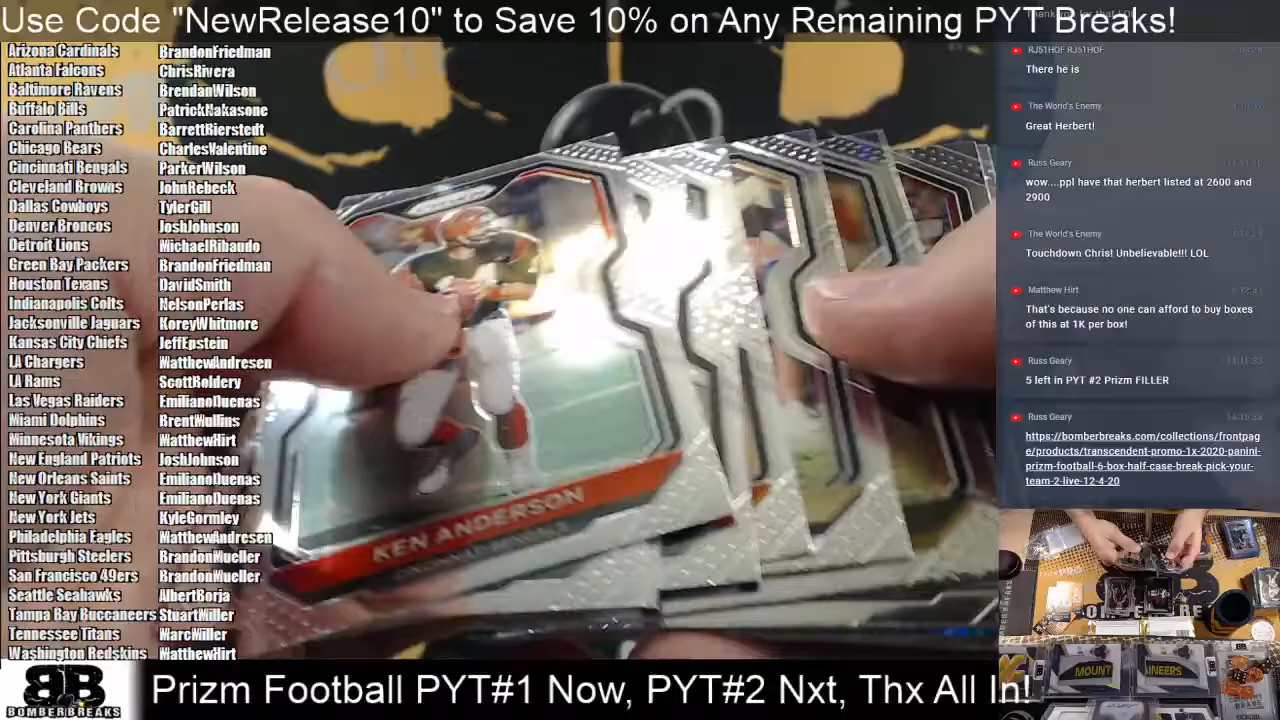 Use Code "NewRelease10" to Save 10% on Any Remaining PYT Breaks!
Arizona Cardinals BrandonFriedman
Atlanta Falcons ChrisRivera
Baltimore Ravens BrendanWilson
Buffalo Bills PatrickNakasone
Carolina Panthers BarrettBierstedt
Chicago Bears CharlesValentine
Cincinnati Bengals ParkerWilson
Cleveland Browns JohnRebeck
Dallas Cowboys TylerGill
Denver Broncos JoshJohnson
Detroit Lions MichaelRibaudo
Green Bay Packers BrandonFriedman
Houston Texans DavidSmith
Indianapolis Colts NelsonPerlas
Jacksonville Jaguars KoreyWhitmore
Kansas City Chiefs JeffEpstein
LA Chargers MatthewAndresen
LA Rams ScottBoldery
Las Vegas Raiders EmilianoDuenas
Miami Dolphins BrentMullins
Minnesota Vikings MatthewHirt
New England Patriots JoshJohnson
New Orleans Saints EmilianoDuenas
New York Giants EmilianoDuenas
New York Jets KyleGormley
Philadelphia Eagles MatthewAndresen
Pittsburgh Steelers BrandonMueller
San Francisco 49ers BrandonMueller
Seattle Seahawks AlbertBorja
Tampa Bay Buccaneers StuartMiller
Tennessee Titans MarcMiller
Washington Redskins MatthewHirt
KEN ANDERSON
RJ51HOF RJ51HOF
There he is
The World's Enemy
Great Herbert!
Russ Geary
wow....ppl have that herbert listed at 2600 and
2900
The World's Enemy
Touchdown Chris! Unbelievable!!! LOL
Matthew Hirt
That's because no one can afford to buy boxes
of this at 1K per box!
Russ Geary
5 left in PYT #2 Prizm FILLER
Russ Geary
https://bomberbreaks.com/collections/frontpag
e/products/transcendent-promo-1x-2020-panini-
prizm-football-6-box-half-case-break-pick-your-
team-2-live-12-4-20
MOUNT
AINEERS
BB
BOMBERBREAKS
Prizm Football PYT#1 Now, PYT#2 Nxt, Thx All In!